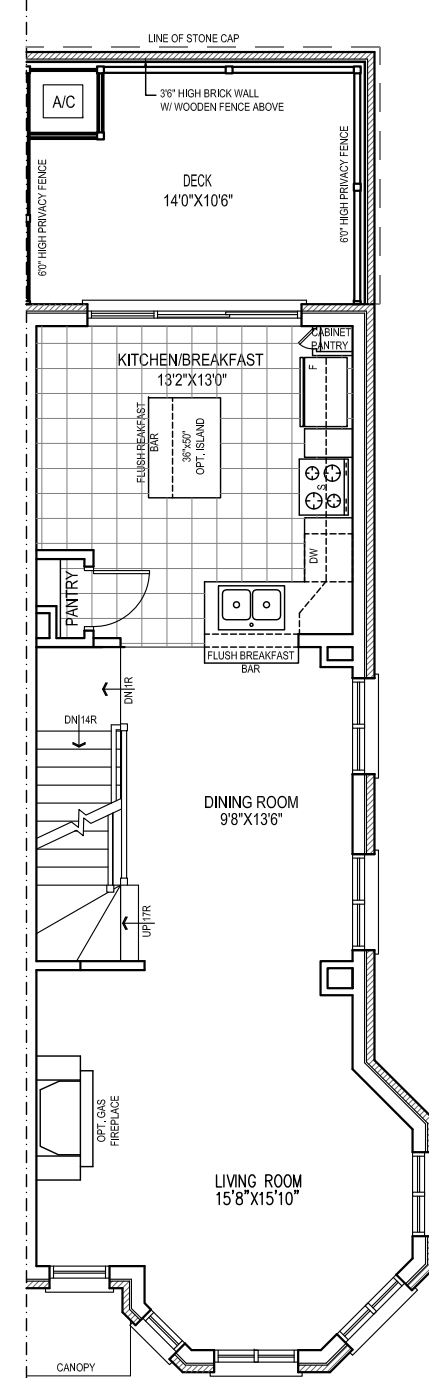 LINE OF STONE CAP
A/C
3'6" HIGH BRICK WALL
W/ WOODEN FENCE ABOVE
6'0" HIGH PRIVACY FENCE
6'0" HIGH PRIVACY FENCE
DECK
14'0"X10'6"
CABINET
PANTRY
KITCHEN/BREAKFAST
13'2"X13'0"
F
FLUSH BREAKFAST
BAR
36"x50"
OPT. ISLAND
S
DW
PANTRY
FLUSH BREAKFAST
BAR
DN 1R
DN 14R
DINING ROOM
9'8"X13'6"
UP 17R
OPT. GAS
FIREPLACE
LIVING ROOM
15'8"X15'10"
CANOPY